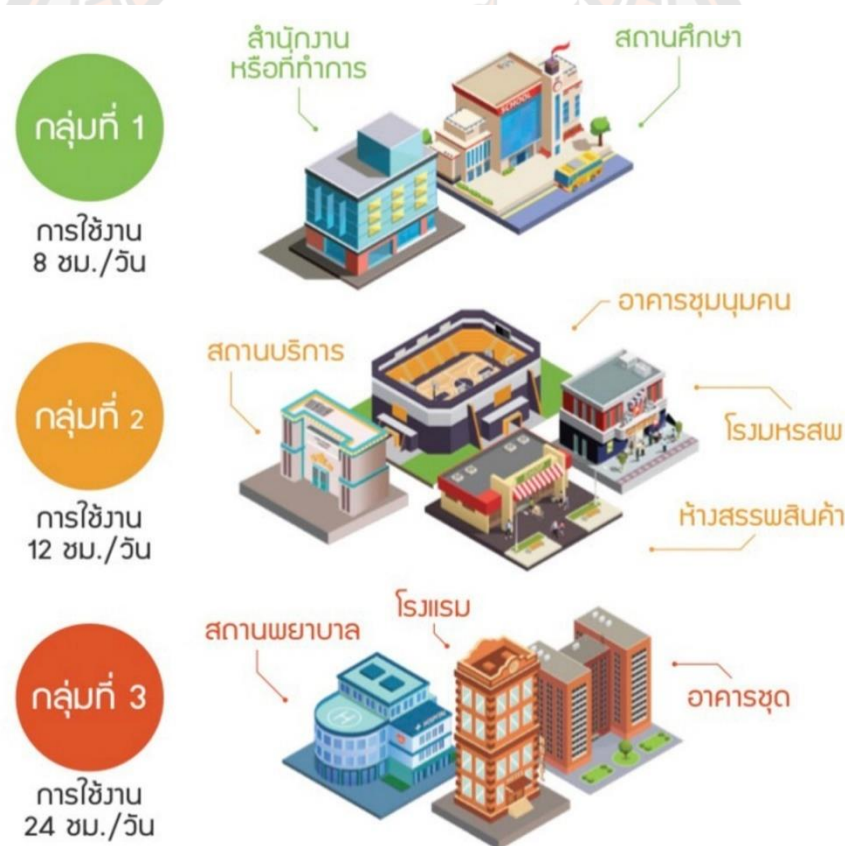 สำนักงาน
หรือที่ทำการ
สถานศึกษา
กลุ่มที่ 1
SCHOOL
การใช้งาน
8 ชม./วัน
อาคารชุมนุมคน
สถานบริการ
กลุ่มที่ 2
โรงมหรสพ
การใช้งาน
12 ชม./วัน
ห้างสรรพสินค้า
โรงแรม
สถานพยาบาล
กลุ่มที่ 3
H
อาคารชุด
การใช้งาน
24 ชม./วัน